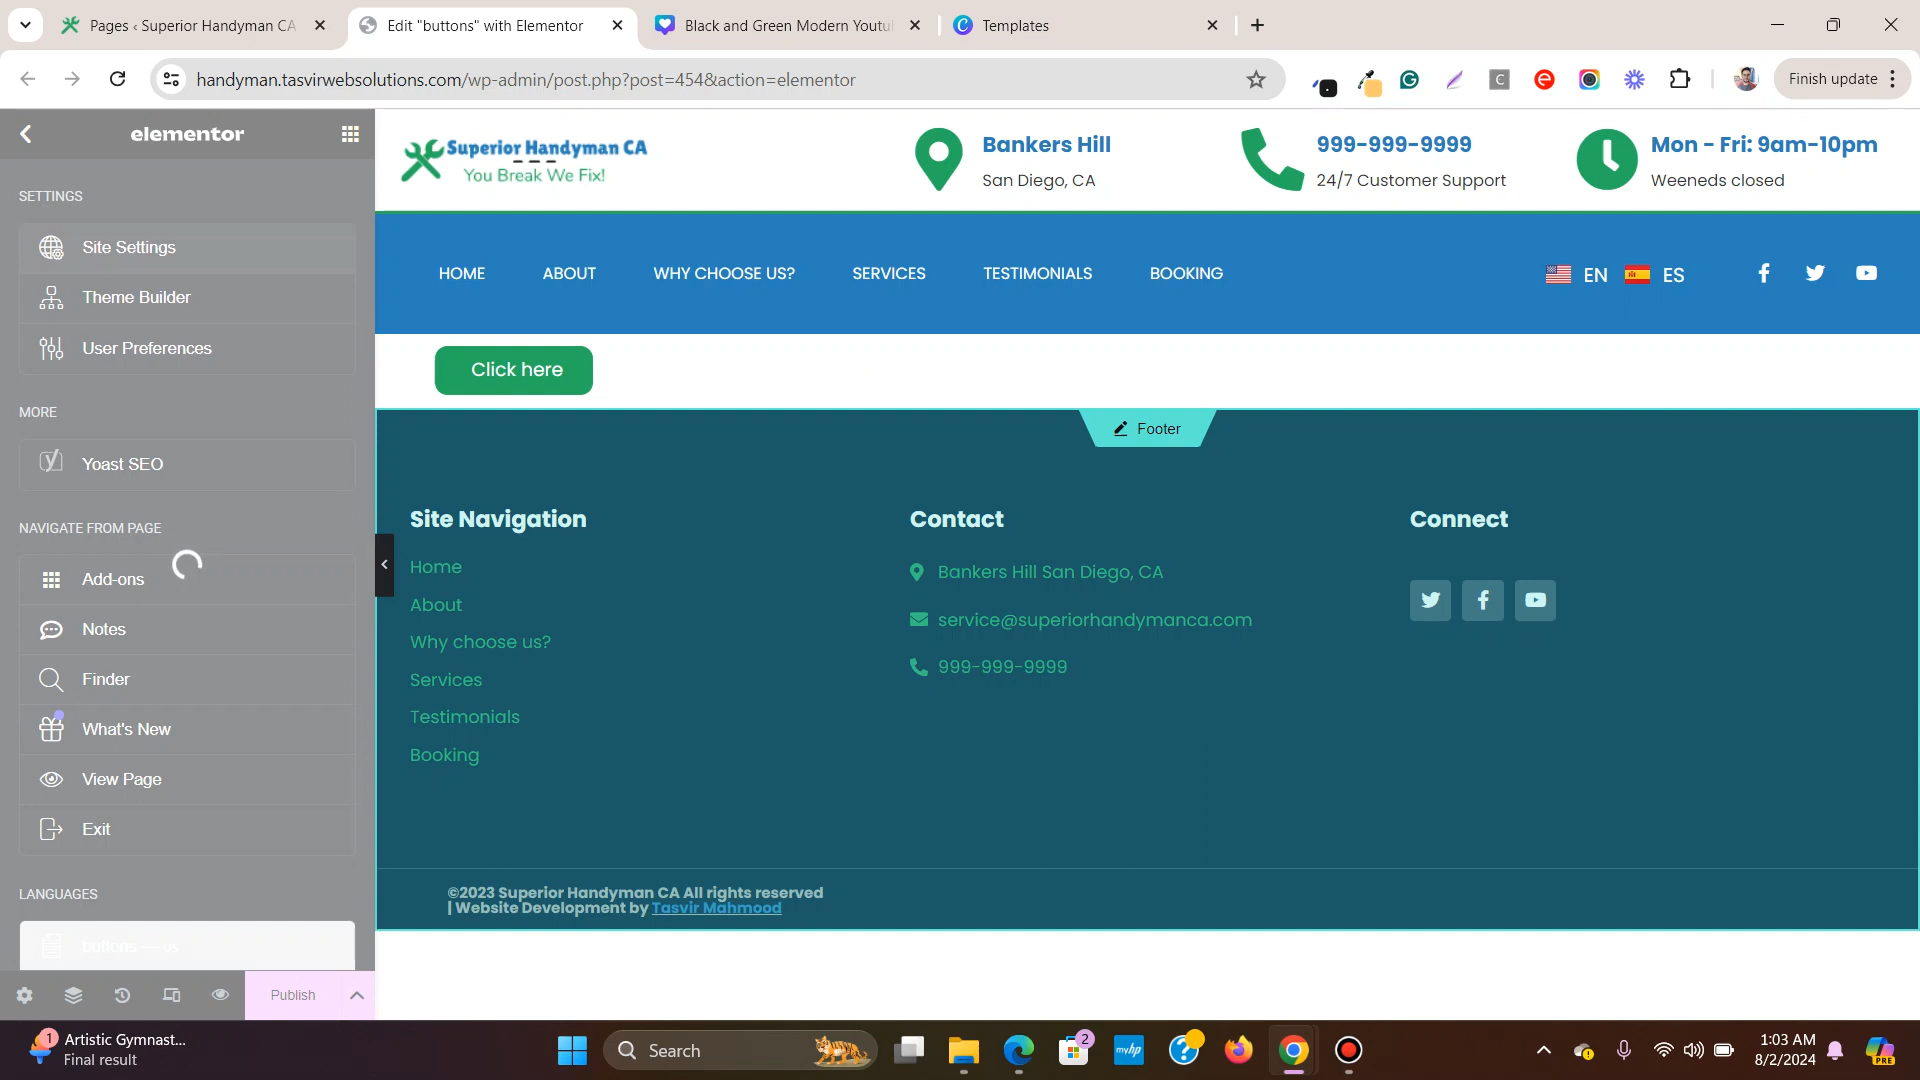 Pages ‹ Superior Handyman CA
Edit "buttons" with Elementor
Black and Green Modern Youtu
Templates
handyman.tasvirwebsolutions.com/wp-admin/post.php?post=454&action=elementor
Finish update
elementor
SETTINGS
Site Settings
Theme Builder
User Preferences
MORE
Yoast SEO
NAVIGATE FROM PAGE
Add-ons
Notes
Finder
What's New
View Page
Exit
LANGUAGES
buttons — us
Publish
Superior Handyman CA
You Break We Fix!
Bankers Hill
San Diego, CA
999-999-9999
24/7 Customer Support
Mon - Fri: 9am-10pm
Weeneds closed
HOME
ABOUT
WHY CHOOSE US?
SERVICES
TESTIMONIALS
BOOKING
EN
ES
Click here
Footer
Site Navigation
Home
About
Why choose us?
Services
Testimonials
Booking
Contact
Bankers Hill San Diego, CA
service@superiorhandymanca.com
999-999-9999
Connect
©2023 Superior Handyman CA All rights reserved
| Website Development by Tasvir Mahmood
1
Artistic Gymnast...
Final result
Search
2
myhp
1:03 AM
8/2/2024
PRE